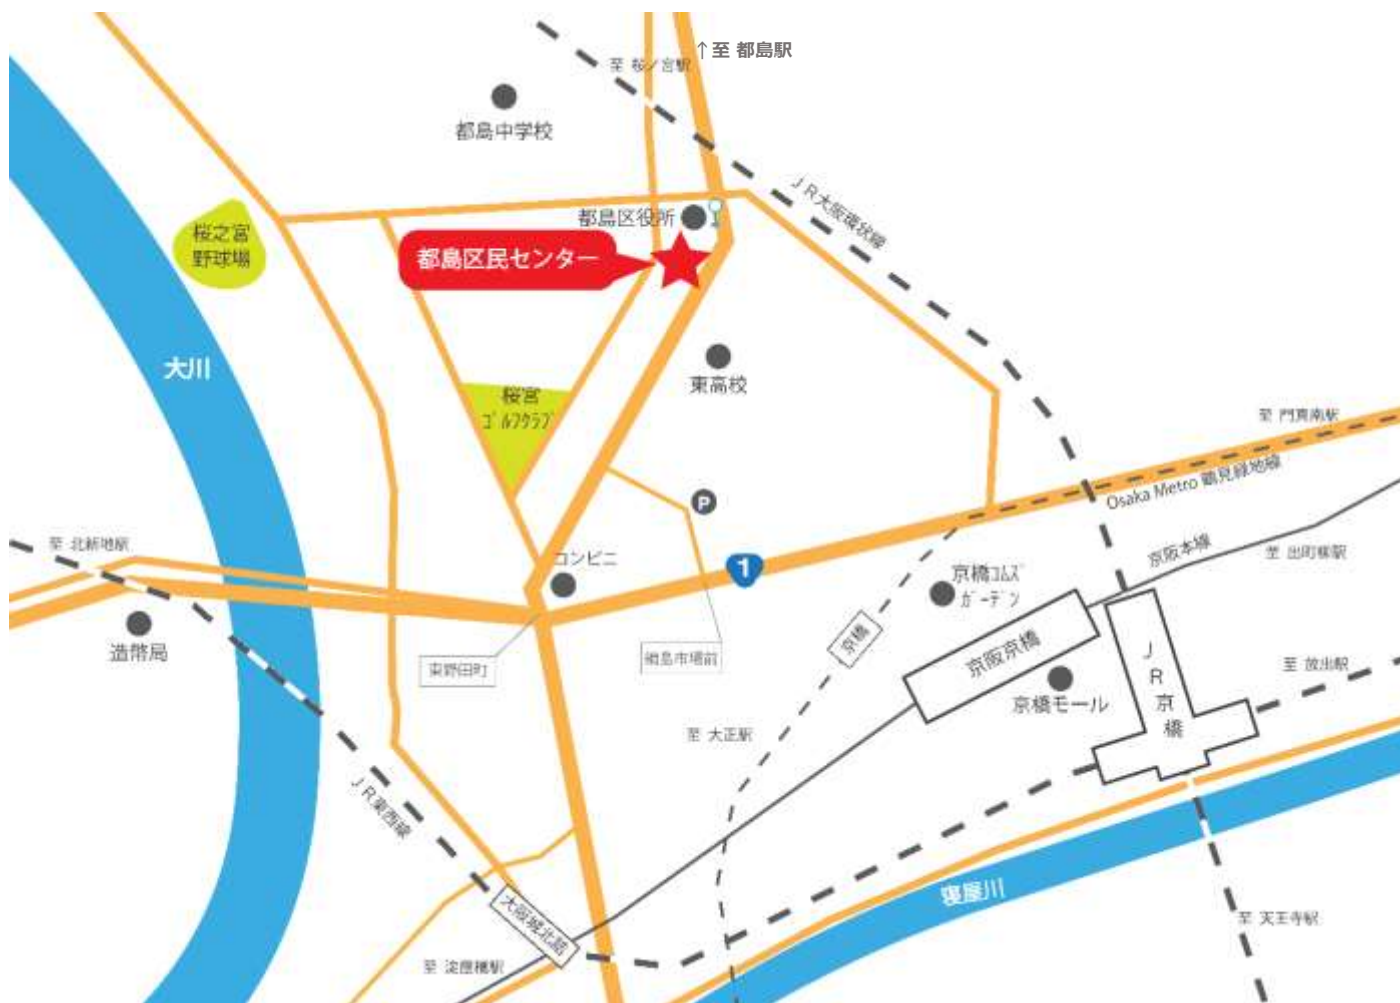 ↑至 都島駅
至 桜ノ宮駅
都島中学校
JR大阪環状線
都島区役所
桜之宮
野球場
都島区民センター
大川
東高校
桜宮
ゴルフクラブ
至 門真南駅
Osaka Metro 鶴見緑地線
P
至 北新地駅
コンビニ
1
京阪本線
至 出町柳駅
京橋コムズ
ガーデン
造幣局
東野田町
網島市場前
京橋
京阪京橋
JR京橋
至 放出駅
京橋モール
至 大正駅
JR東西線
寝屋川
大阪城北詰
至 天王寺駅
至 淀屋橋駅